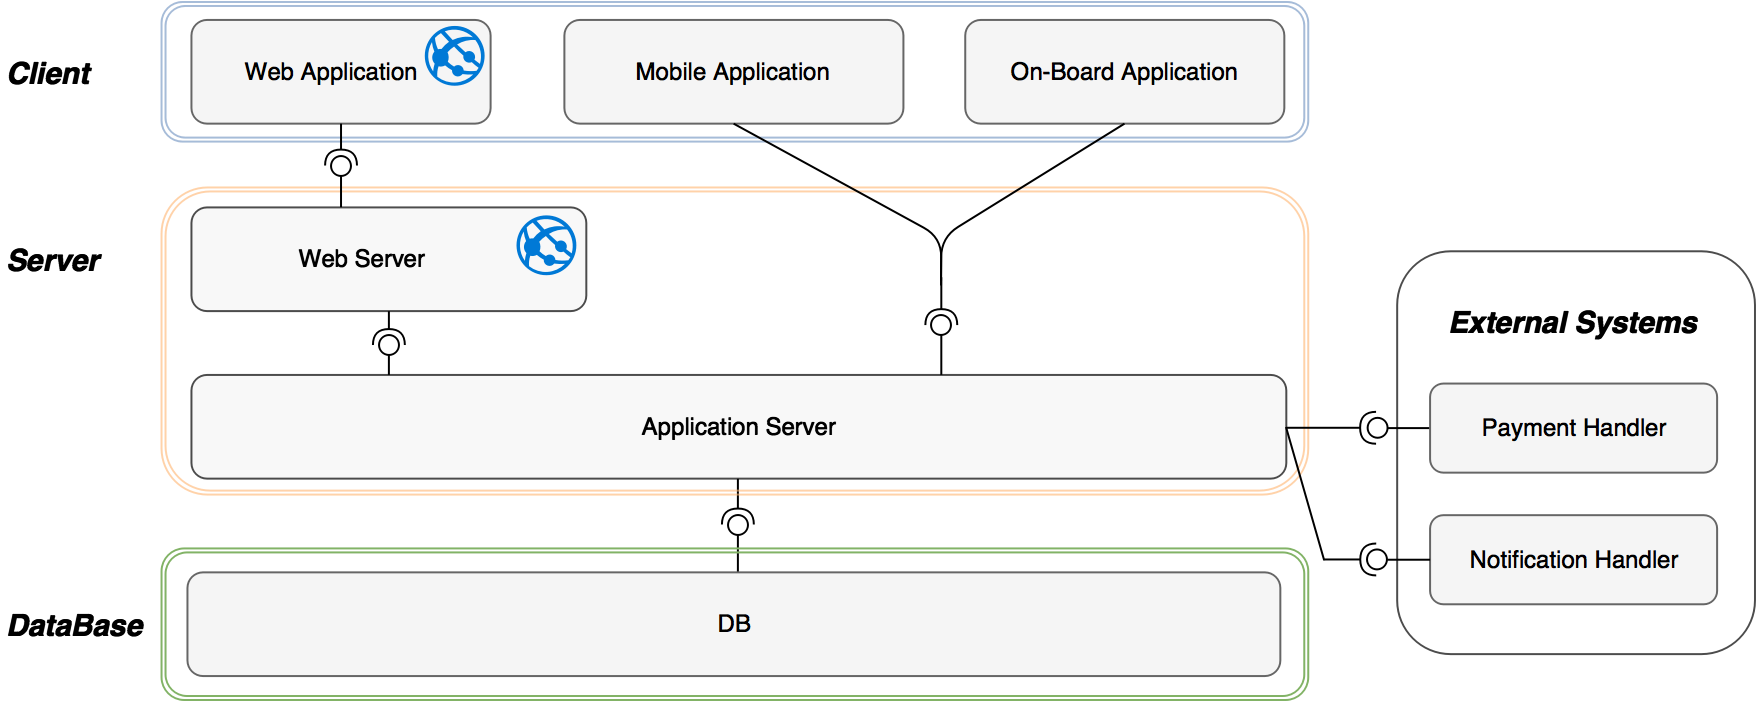 Client
Web Application
Mobile Application
On-Board Application
Server
Web Server
External Systems
Application Server
Payment Handler
Notification Handler
DataBase
DB